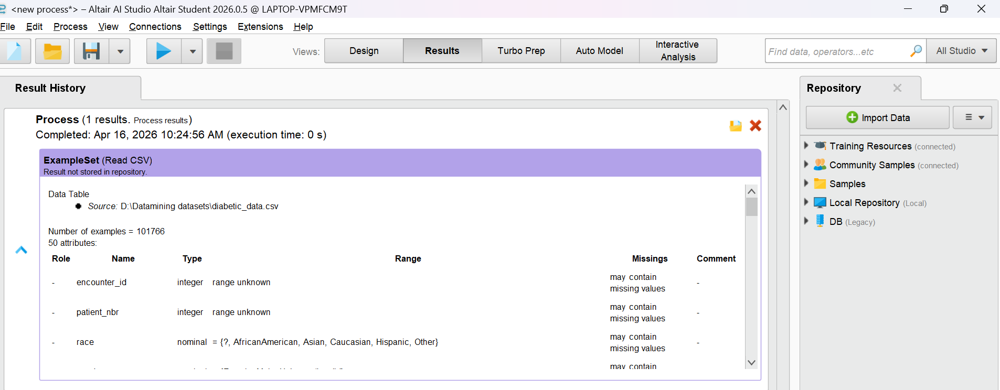 <new process*> – Altair AI Studio Altair Student 2026.0.5 @ LAPTOP-VPMFCM9T
File Edit Process View Connections Settings Extensions Help
Views: Design Results Turbo Prep Auto Model Interactive Analysis
Find data, operators...etc
All Studio
Result History
Process (1 results. Process results)
Completed: Apr 16, 2026 10:24:56 AM (execution time: 0 s)
ExampleSet (Read CSV)
Result not stored in repository.
Data Table
Source: D:\Datamining datasets\diabetic_data.csv
Number of examples = 101766
50 attributes:
Role Name Type Range Missings Comment
- encounter_id integer range unknown may contain missing values -
- patient_nbr integer range unknown may contain missing values -
- race nominal = {?, AfricanAmerican, Asian, Caucasian, Hispanic, Other} may contain missing values -
may contain
Repository
Import Data
Training Resources (connected)
Community Samples (connected)
Samples
Local Repository (Local)
DB (Legacy)